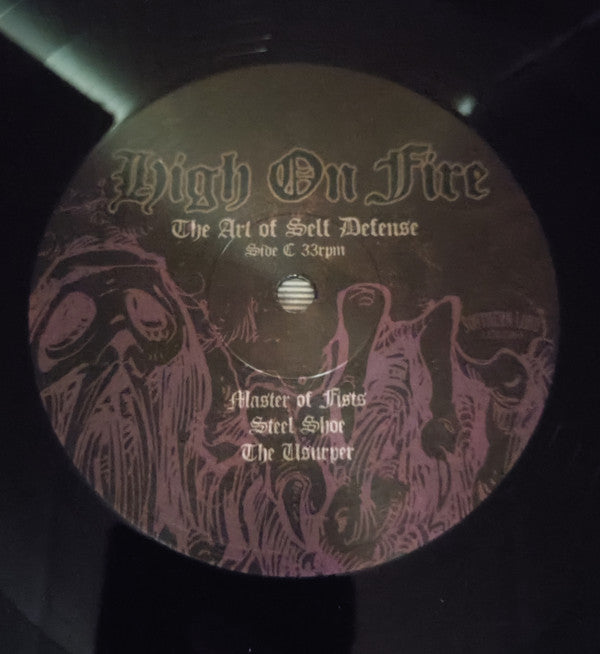 High On Fire
The Art of Self Defense
Side C 33rpm
Master of Fists
Steel Shoe
The Usurper